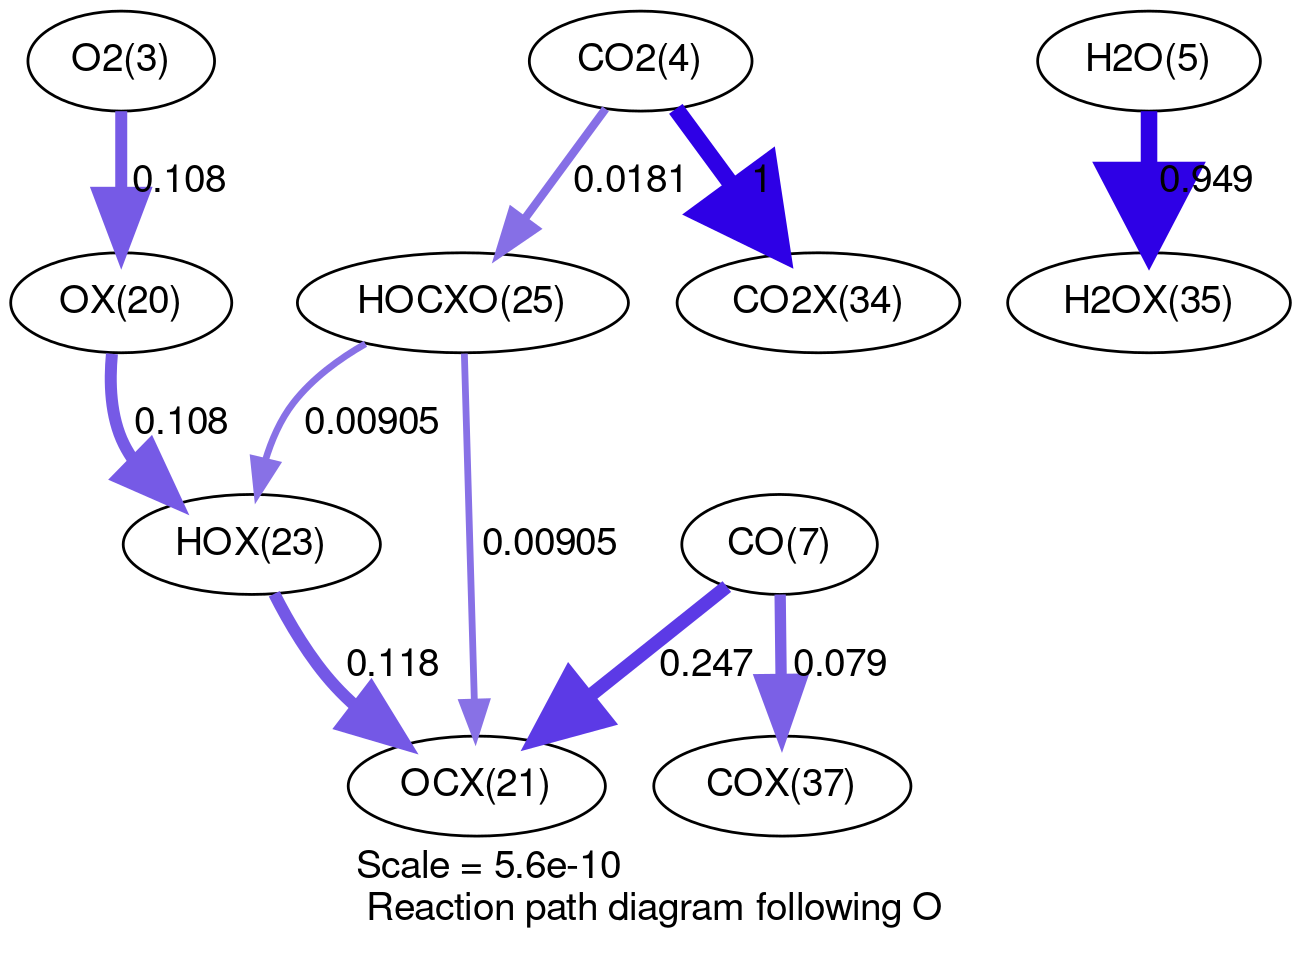 O2(3)
CO2(4)
H2O(5)
0.108
0.0181
1
0.949
OX(20)
HOCXO(25)
CO2X(34)
H2OX(35)
0.108
0.00905
HOX(23)
0.00905
CO(7)
0.118
0.247
0.079
OCX(21)
COX(37)
Scale = 5.6e-10
Reaction path diagram following O